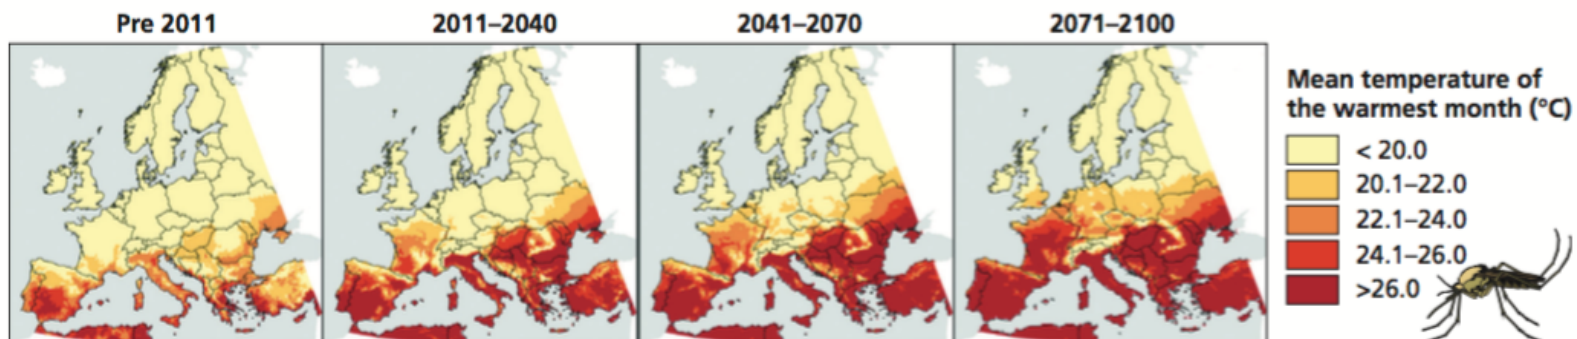 Pre 2011
2011–2040
2041–2070
2071–2100
Mean temperature of
the warmest month (°C)
< 20.0
20.1–22.0
22.1–24.0
24.1–26.0
>26.0